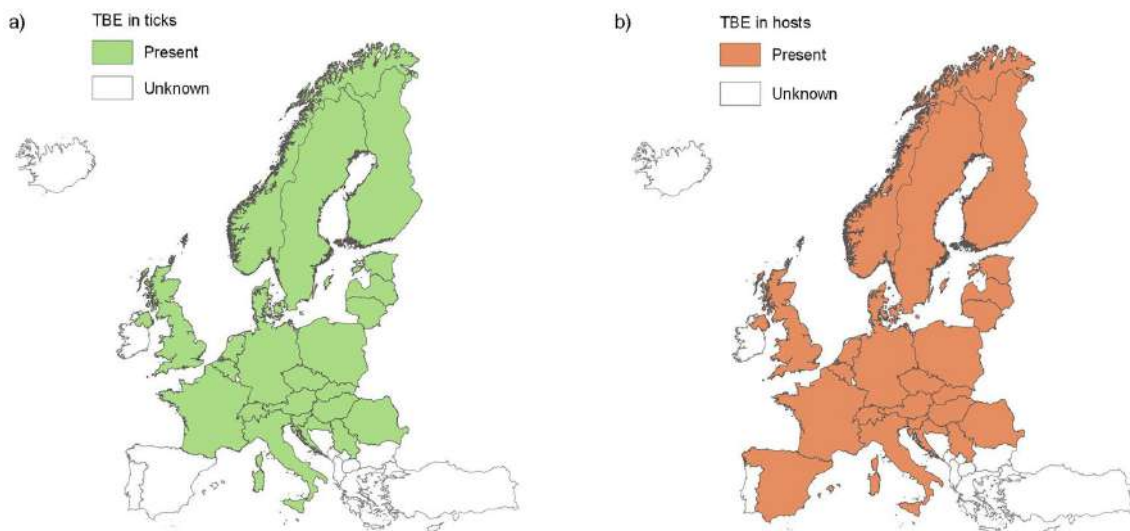 a)
TBE in ticks
Present
Unknown
b)
TBE in hosts
Present
Unknown